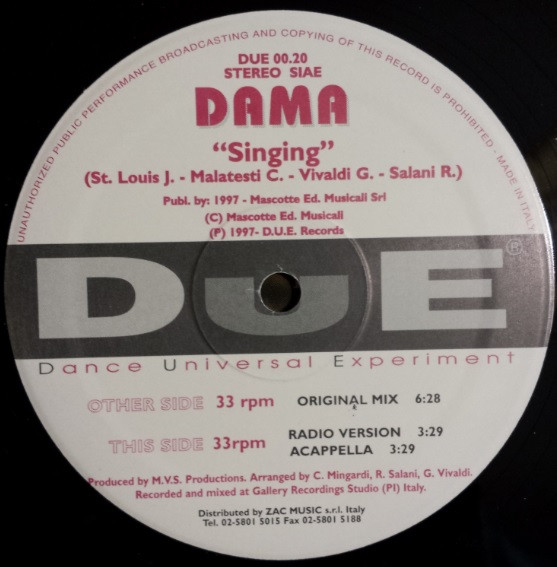 UNAUTHORIZED PUBLIC PERFORMANCE BROADCASTING AND COPYING OF THIS RECORD IS PROHIBITED - MADE IN ITALY
DUE 00.20
STEREO SIAE
DAMA
“Singing”
(St. Louis J. - Malatesti C. - Vivaldi G. - Salani R.)
Publ. by: 1997 - Mascotte Ed. Musicali Srl
(C) Mascotte Ed. Musicali
(P) 1997- D.U.E. Records
DUE®
Dance Universal Experiment
OTHER SIDE 33 rpm ORIGINAL MIX 6:28
THIS SIDE 33rpm RADIO VERSION 3:29
ACAPPELLA 3:29
Produced by M.V.S. Productions. Arranged by C. Mingardi, R. Salani, G. Vivaldi.
Recorded and mixed at Gallery Recordings Studio (PI) Italy.
Distributed by ZAC MUSIC s.r.l. Italy
Tel. 02-5801 5015 Fax 02-5801 5188